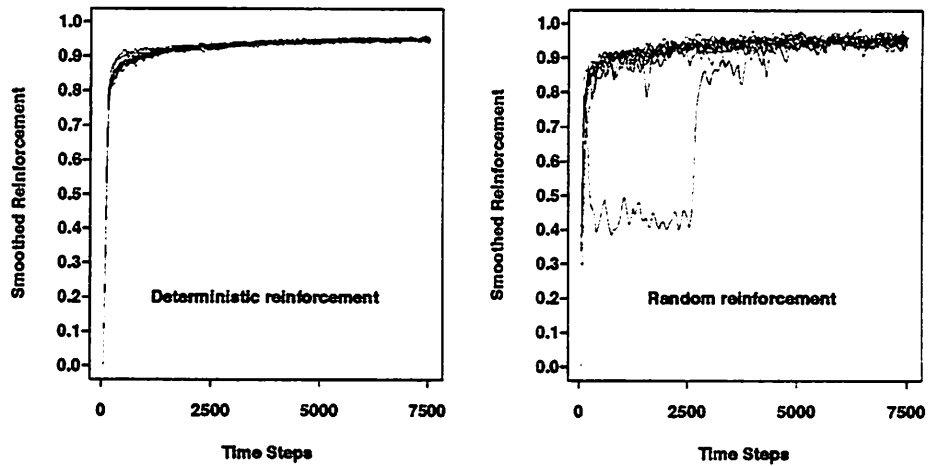 Smoothed Reinforcement
1.0
0.9
0.8
0.7
0.6
0.5
0.4
0.3
0.2
0.1
0.0
Deterministic reinforcement
0 2500 5000 7500
Time Steps
Smoothed Reinforcement
1.0
0.9
0.8
0.7
0.6
0.5
0.4
0.3
0.2
0.1
0.0
Random reinforcement
0 2500 5000 7500
Time Steps